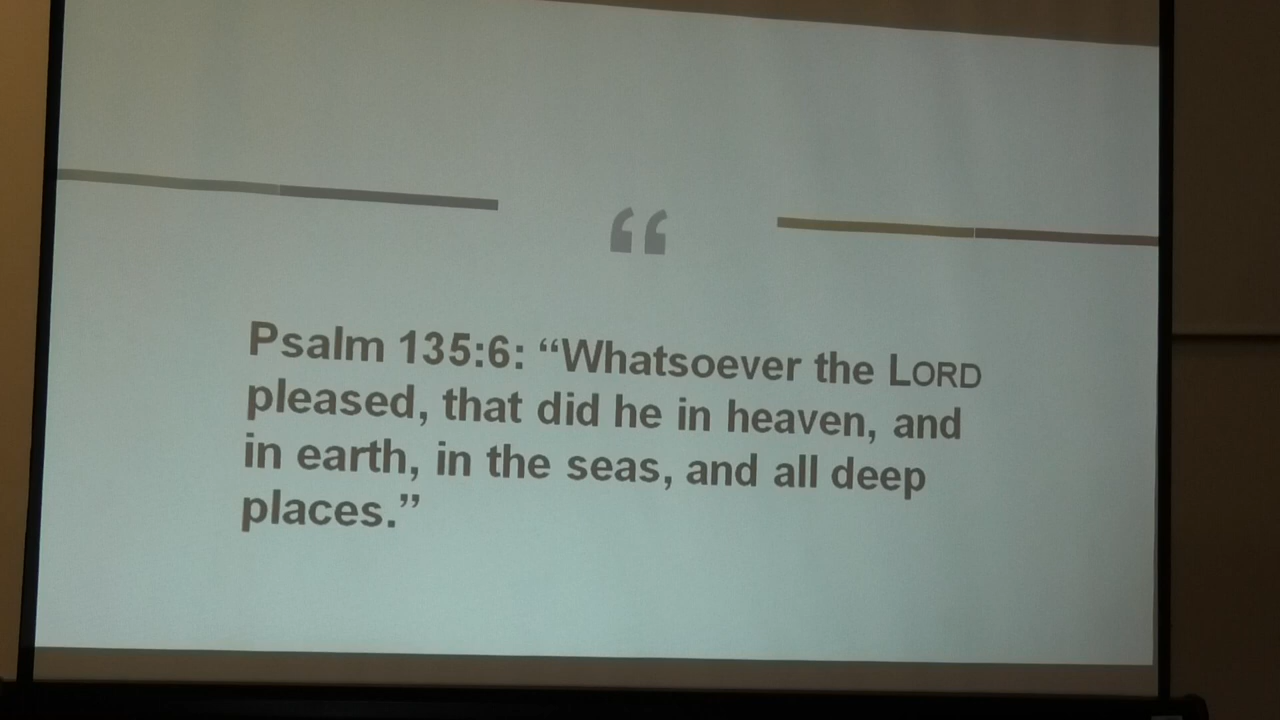 “
Psalm 135:6: “Whatsoever the LORD
pleased, that did he in heaven, and
in earth, in the seas, and all deep
places.”